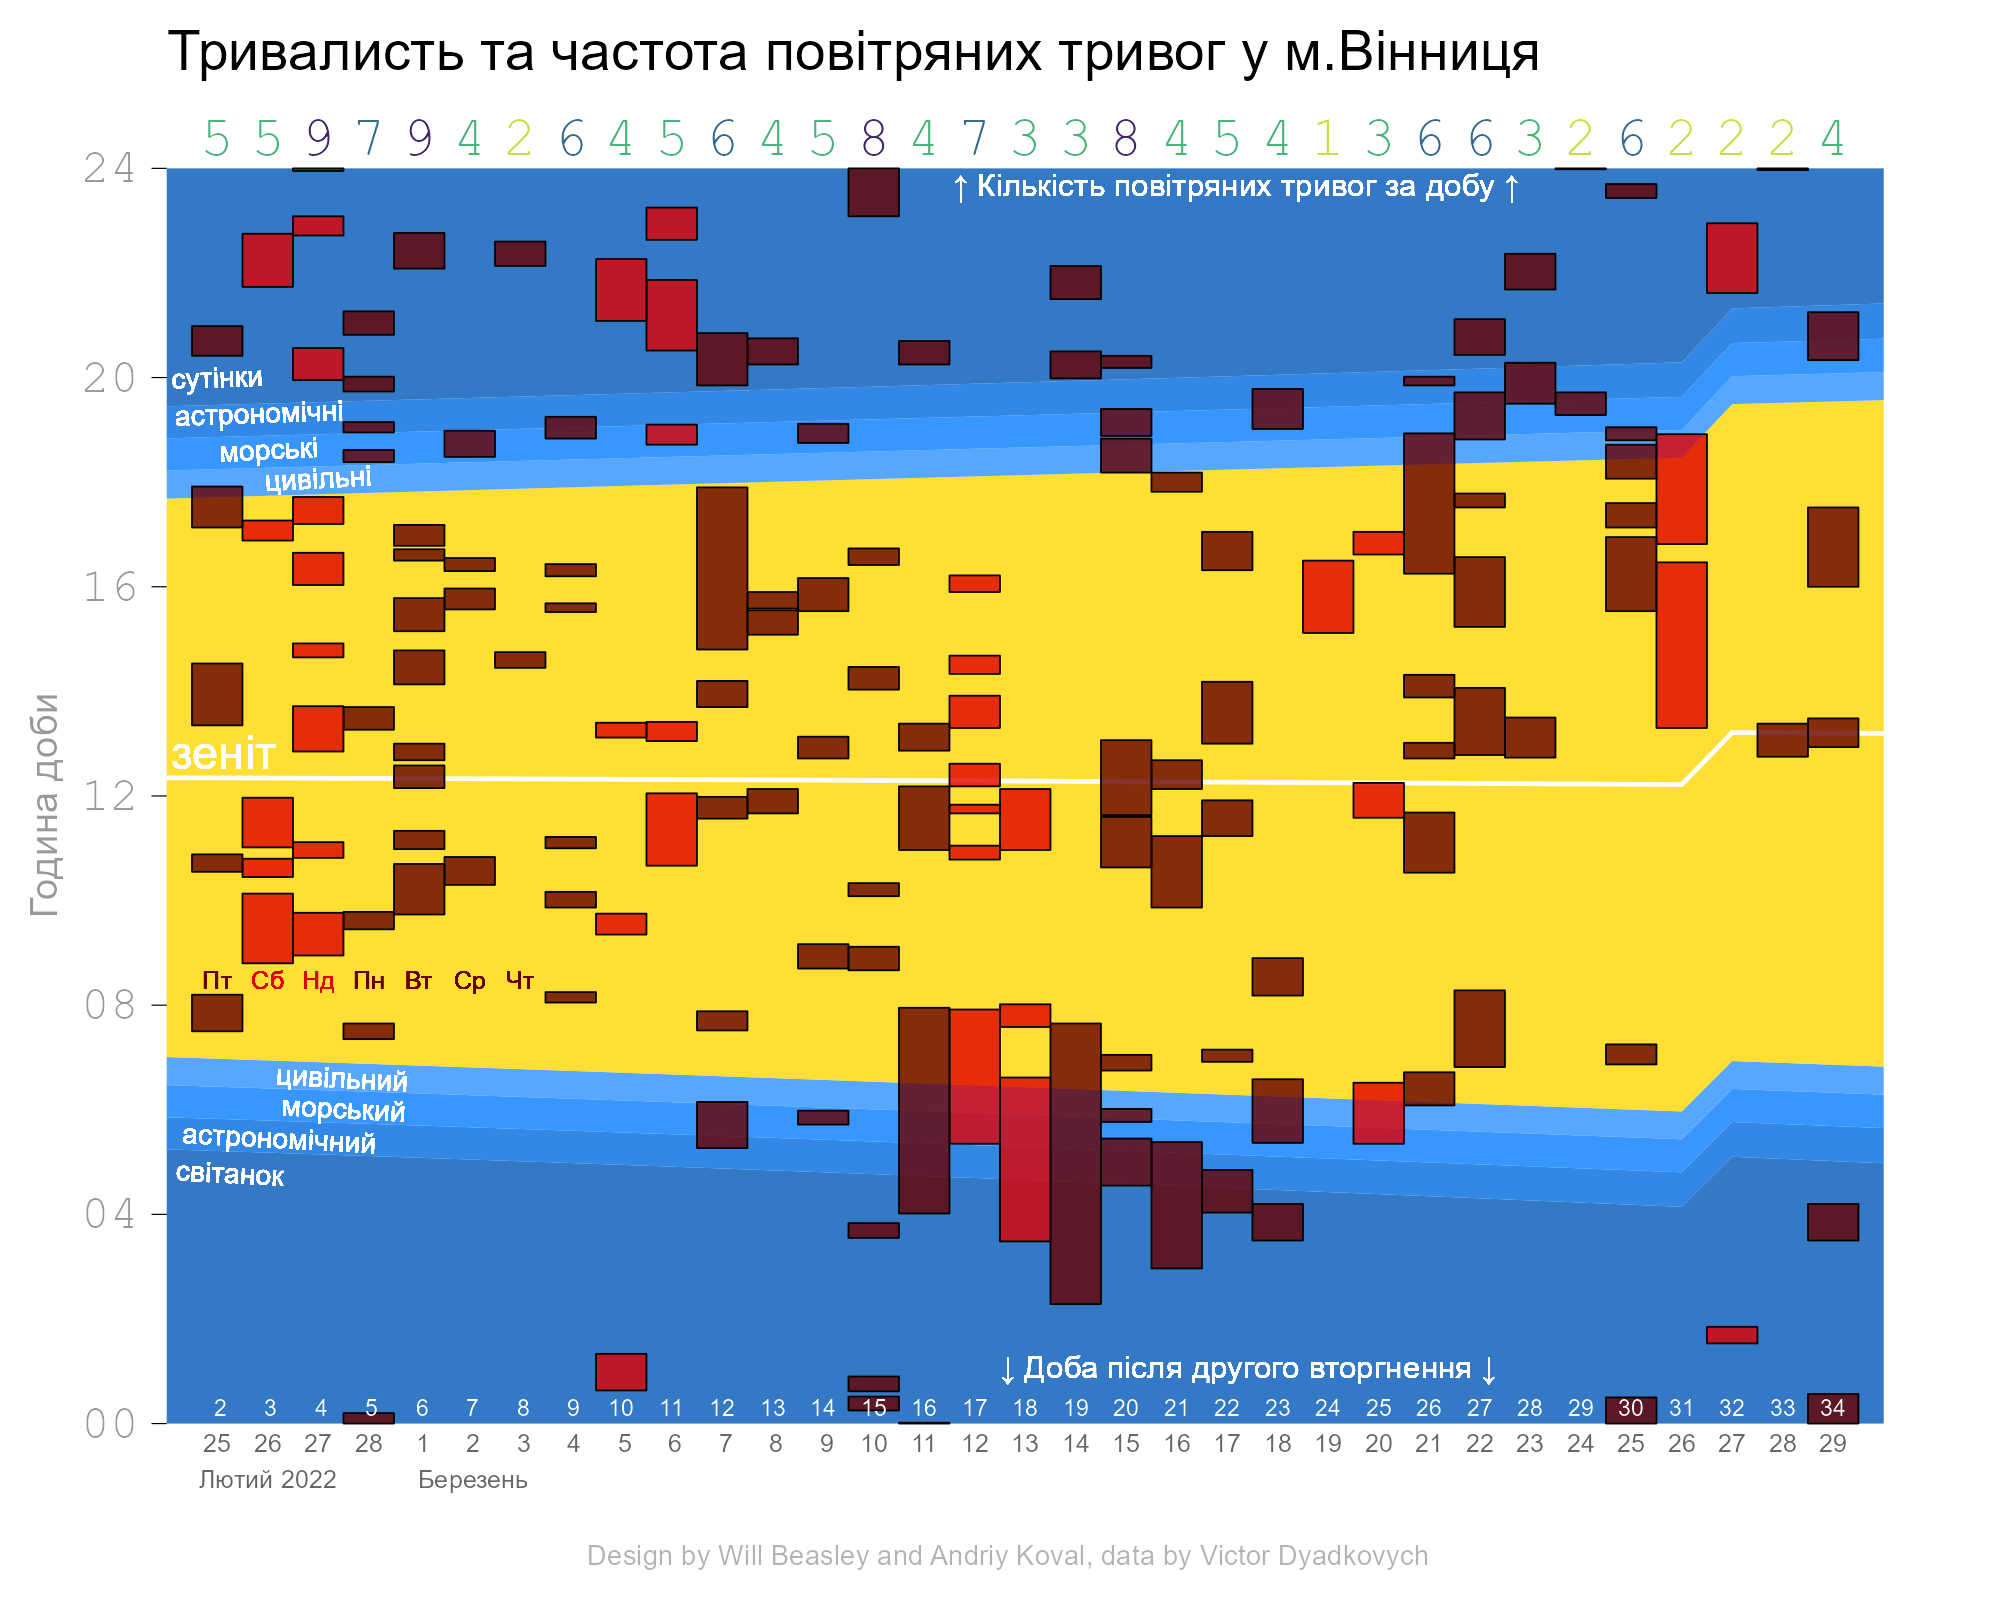 Тривалисть та частота повітряних тривог у м.Вінниця
5 5 9 7 9 4 2 6 4 5 6 4 5 8 4 7 3 3 8 4 5 4 1 3 6 6 3 2 6 2 2 2 4
24
↑ Кількість повітряних тривог за добу ↑
20
сутінки
астрономічні
морські
цивільні
16
Година доби
зеніт
12
Пт Сб Нд Пн Вт Ср Чт
08
цивільний
морський
астрономічний
світанок
04
↓ Доба після другого вторгнення ↓
2 3 4 5 6 7 8 9 10 11 12 13 14 15 16 17 18 19 20 21 22 23 24 25 26 27 28 29 30 31 32 33 34
00
25 26 27 28 1 2 3 4 5 6 7 8 9 10 11 12 13 14 15 16 17 18 19 20 21 22 23 24 25 26 27 28 29
Лютий 2022 Березень
Design by Will Beasley and Andriy Koval, data by Victor Dyadkovych